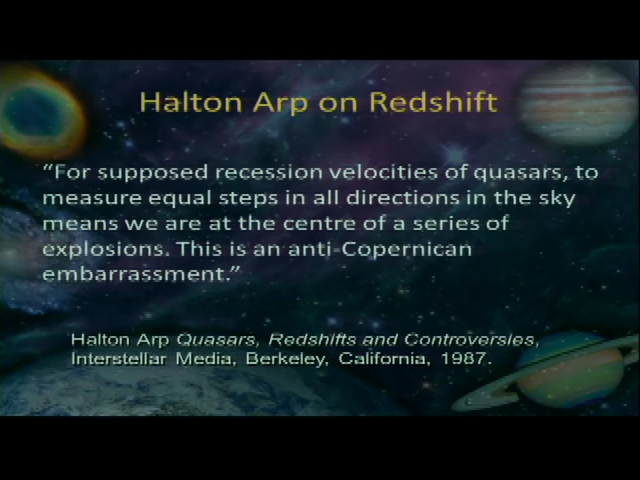 Halton Arp on Redshift
“For supposed recession velocities of quasars, to
measure equal steps in all directions in the sky
means we are at the centre of a series of
explosions. This is an anti-Copernican
embarrassment.”
Halton Arp Quasars, Redshifts and Controversies,
Interstellar Media, Berkeley, California, 1987.